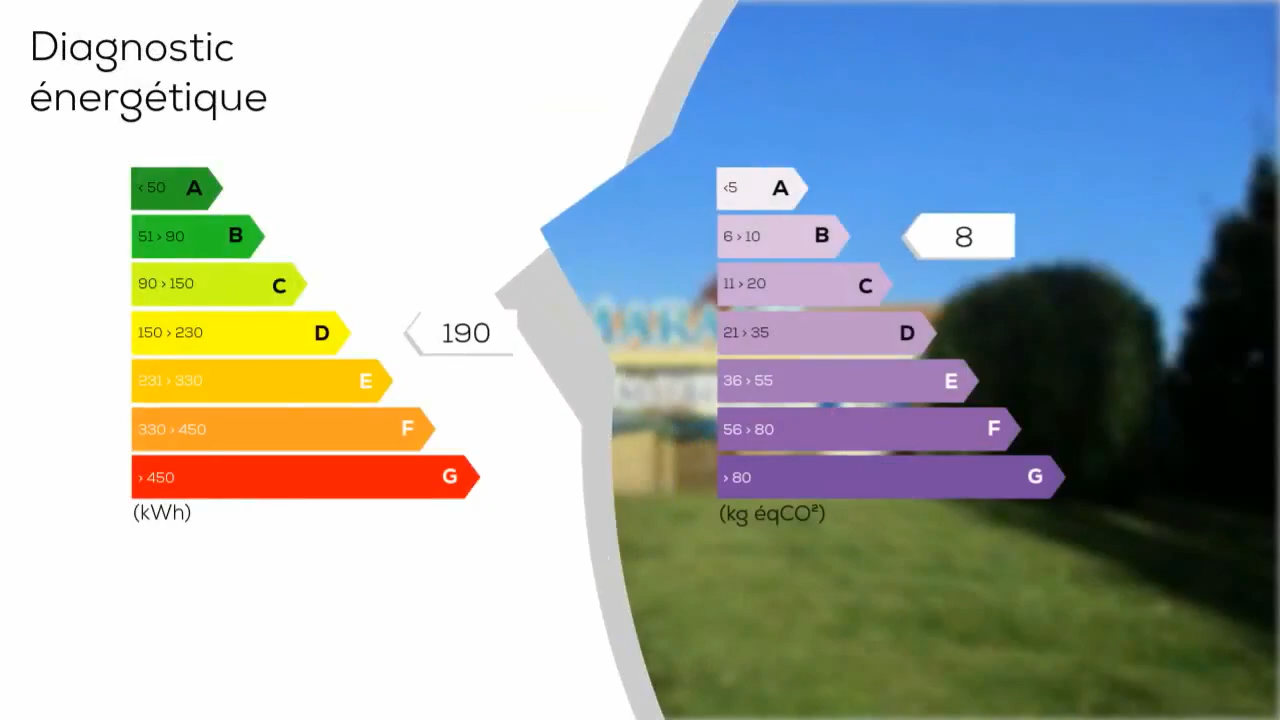 Diagnostic
énergétique
< 50 A
51 > 90 B
90 > 150 C
150 > 230 D
190
231 > 330 E
330 > 450 F
> 450 G
(kWh)
<5 A
6 > 10 B
8
11 > 20 C
21 > 35 D
36 > 55 E
56 > 80 F
> 80 G
(kg éqCO²)